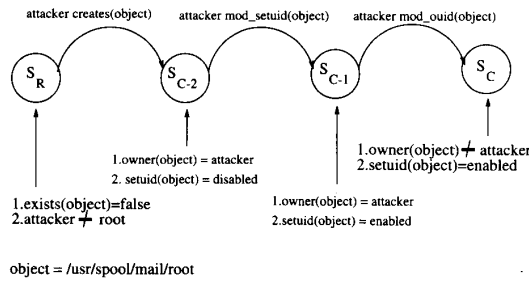 attacker creates(object)
attacker mod_setuid(object)
attacker mod_ouid(object)
S_R
S_C-2
S_C-1
S_C
1.owner(object) = attacker
2. setuid(object) = disabled
1.owner(object) ≠ attacker
2.setuid(object)=enabled
1.exists(object)=false
2.attacker ≠ root
1.owner(object) = attacker
2.setuid(object) = enabled
object = /usr/spool/mail/root